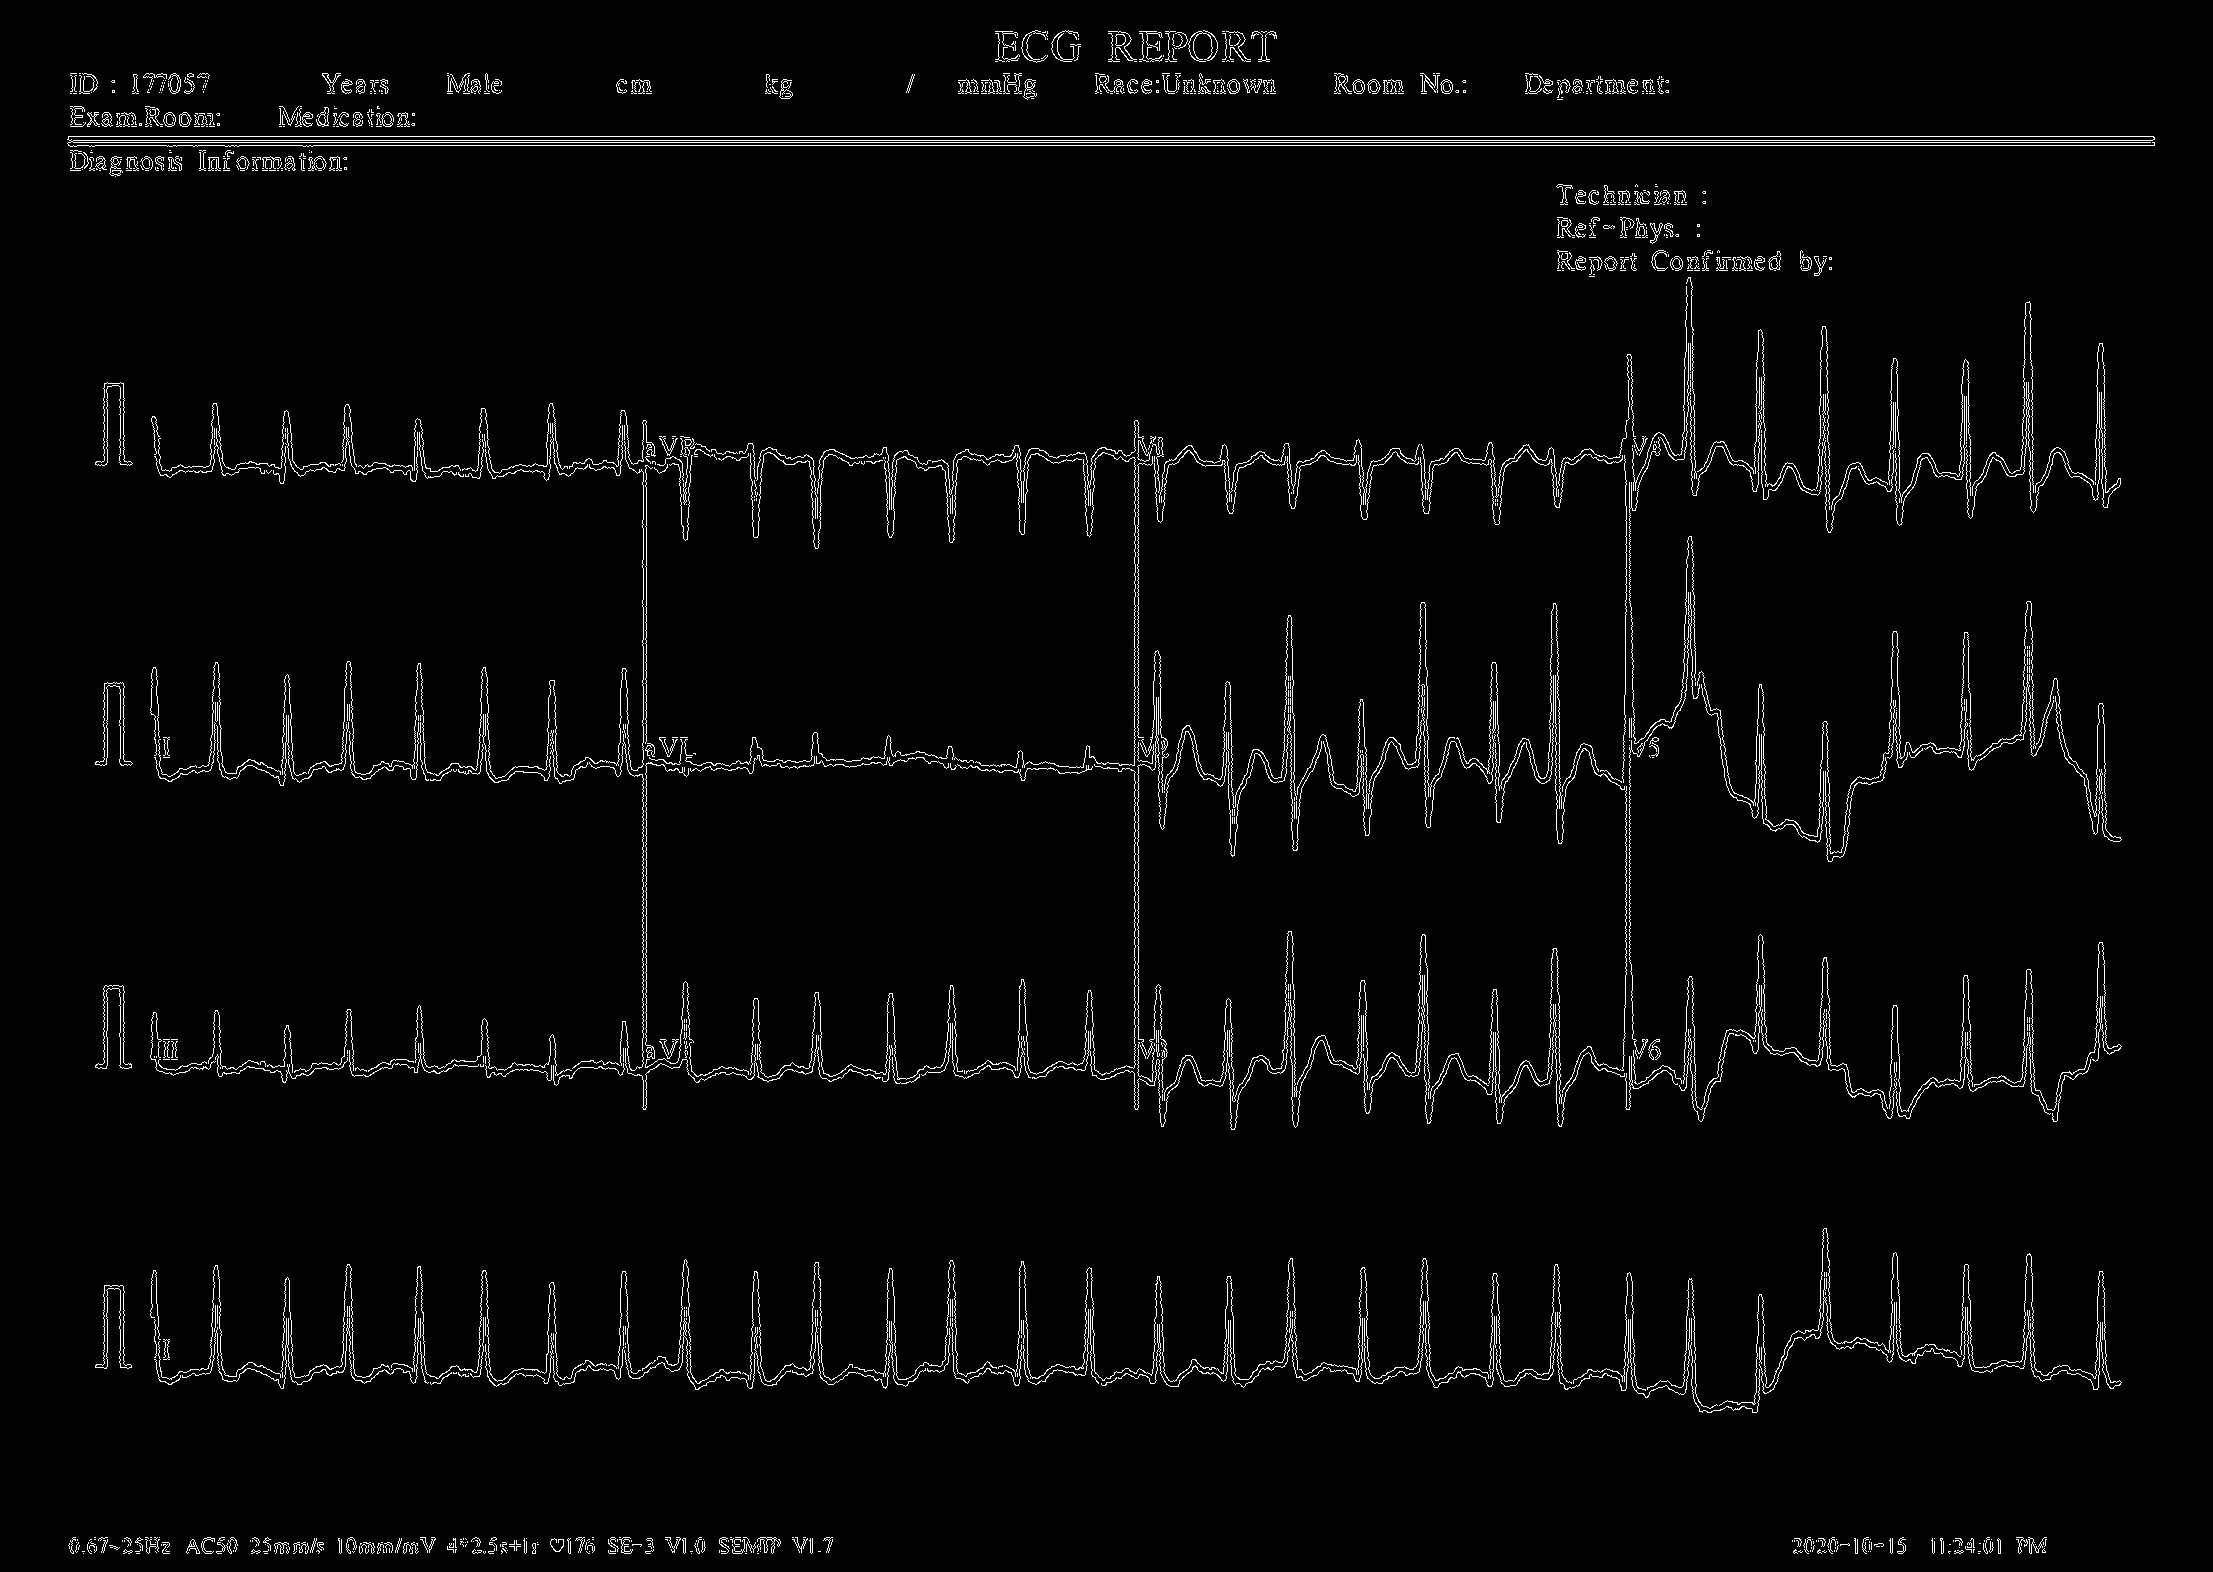 ECG REPORT
ID : 177057 Years Male cm kg / mmHg Race:Unknown Room No.: Department:
Exam.Room: Medication:
Diagnosis Information:
Technician :
Ref-Phys. :
Report Confirmed by:
aVR V1 V4
II aVL V2 V5
III aVF V3 V6
II
0.67~25Hz AC50 25mm/s 10mm/mV 4*2.5s+1r ♡176 SE-3 V1.0 SEMIP V1.7
2020-10-15 11:24:01 PM